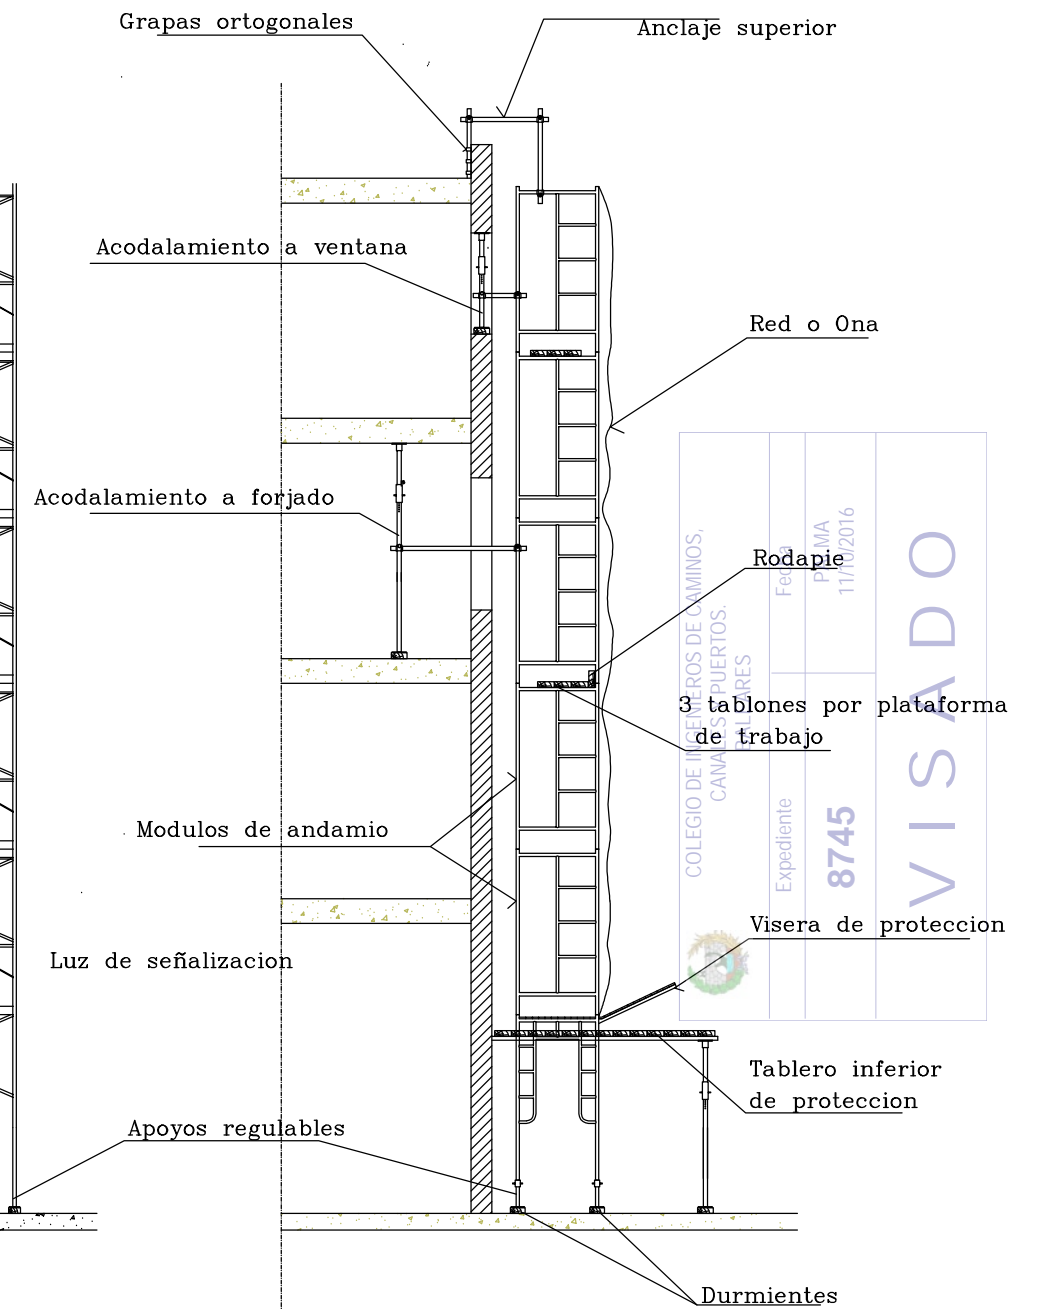 Grapas ortogonales
Anclaje superior
Acodalamiento a ventana
Red o Ona
Acodalamiento a forjado
Rodapie
3 tablones por plataforma
de trabajo
Modulos de andamio
Visera de proteccion
Luz de señalizacion
Tablero inferior
de proteccion
Apoyos regulables
Durmientes
COLEGIO DE INGENIEROS DE CAMINOS,
CANALES Y PUERTOS.
BALEARES
Expediente
8745
Fecha
PALMA
11/10/2016
VISADO